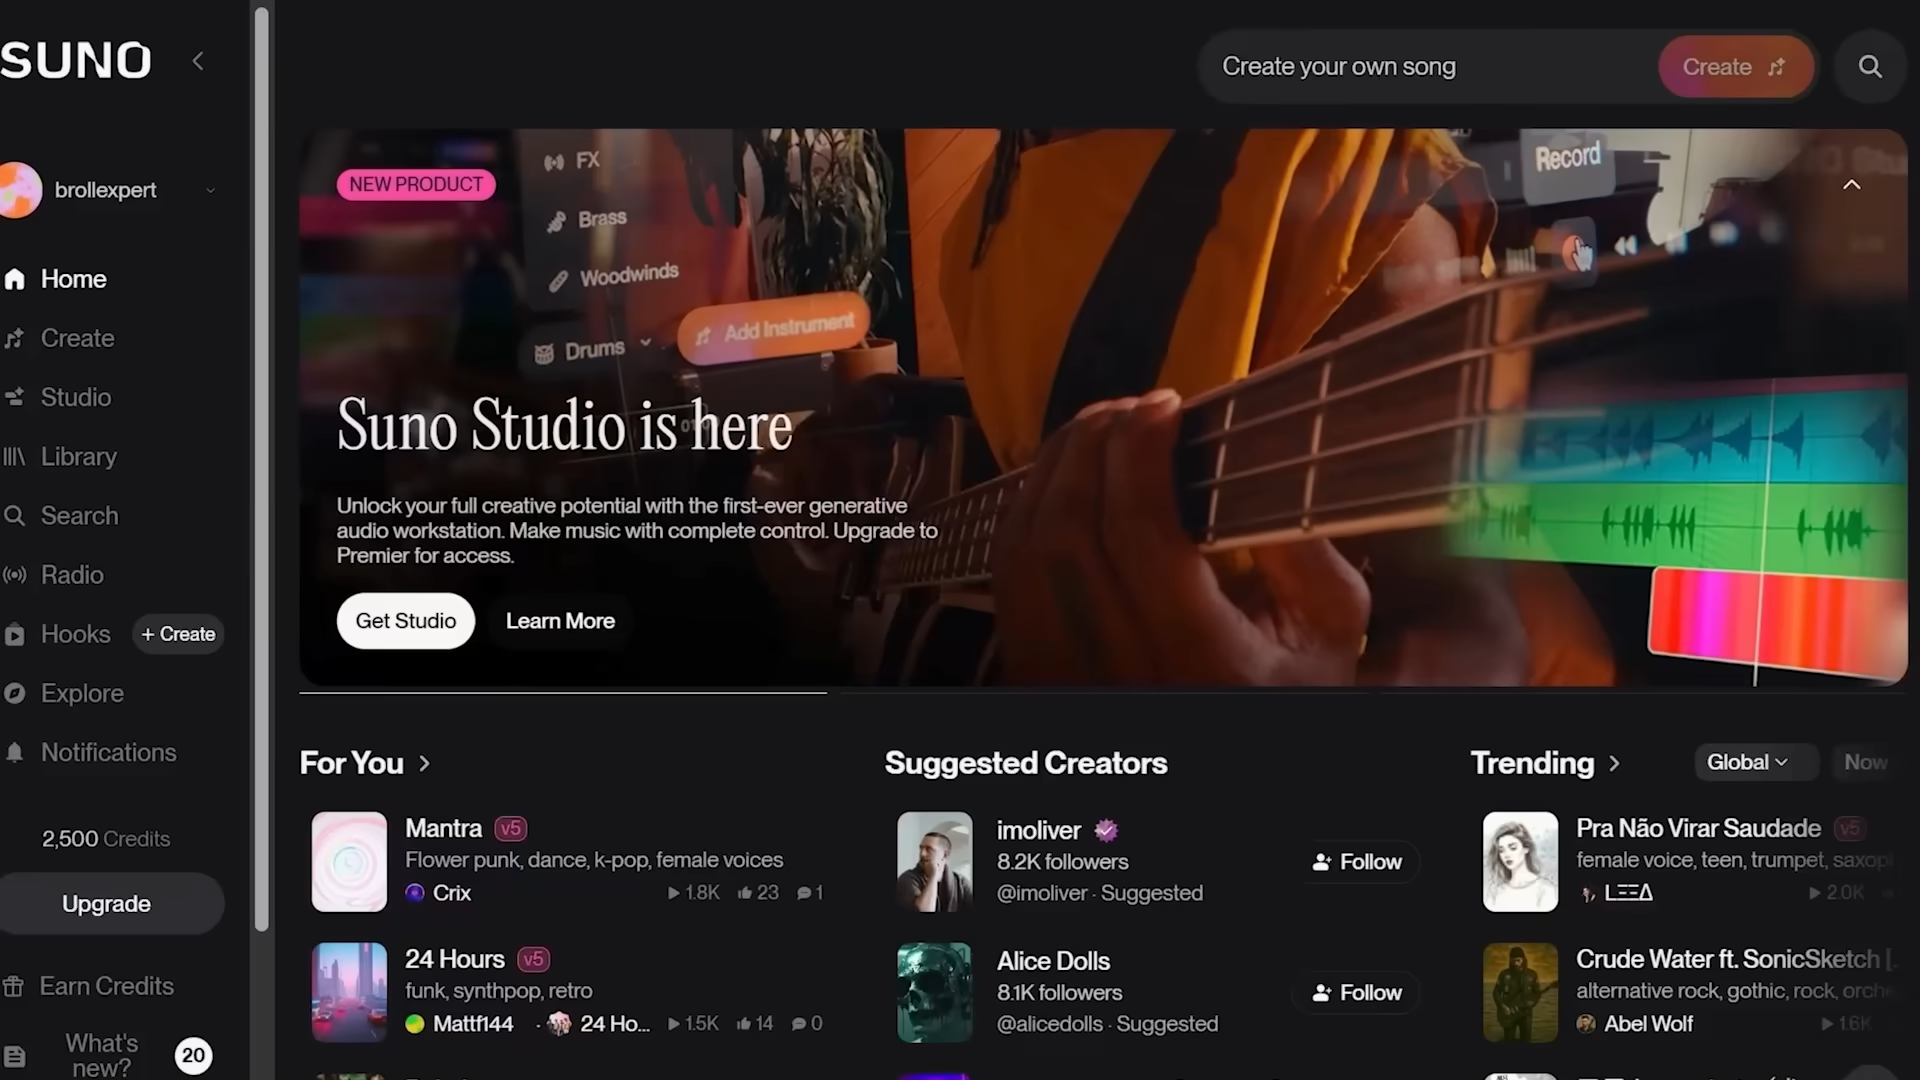 SUNO
brollexpert
Home
Create
Studio
Library
Search
Radio
Hooks
+ Create
Explore
Notifications
2,500 Credits
Upgrade
Earn Credits
What's
new?
20
Create your own song
Create
NEW PRODUCT
FX
Brass
Woodwinds
Drums
Add Instrument
Record
Suno Studio is here
Unlock your full creative potential with the first-ever generative
audio workstation. Make music with complete control. Upgrade to
Premier for access.
Get Studio
Learn More
For You
Mantra v5
Flower punk, dance, k-pop, female voices
Crix 1.8K 23 1
24 Hours v5
funk, synthpop, retro
Mattf144 · 24 Ho... 1.5K 14 0
Suggested Creators
imoliver
8.2K followers
@imoliver · Suggested
Follow
Alice Dolls
8.1K followers
@alicedolls · Suggested
Follow
Trending
Global
Now
Pra Não Virar Saudade v5
female voice, teen, trumpet, saxop
LΞΞΔ 2.0K
Crude Water ft. SonicSketch [
alternative rock, gothic, rock, orche
Abel Wolf 1.6K